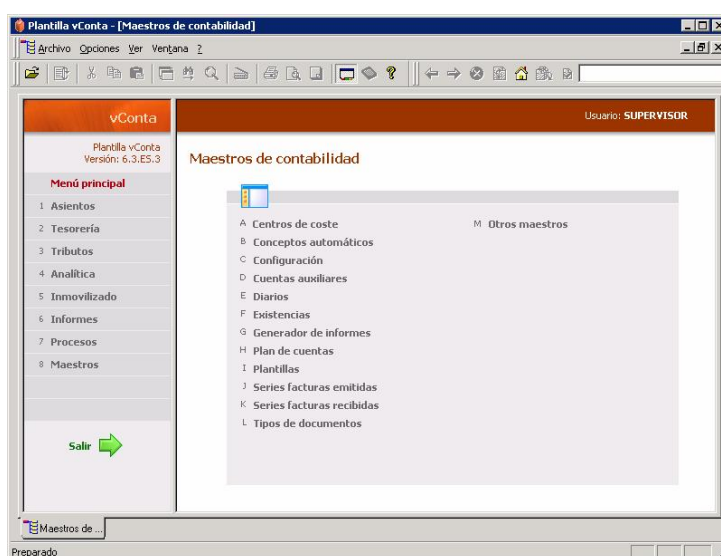 Plantilla vConta - [Maestros de contabilidad]
Archivo Opciones Ver Ventana ?
vConta
Usuario: SUPERVISOR
Plantilla vConta
Versión: 6.3.ES.3
Maestros de contabilidad
Menú principal
1 Asientos
2 Tesorería
3 Tributos
4 Analítica
5 Inmovilizado
6 Informes
7 Procesos
8 Maestros
Salir
A Centros de coste
B Conceptos automáticos
C Configuración
D Cuentas auxiliares
E Diarios
F Existencias
G Generador de informes
H Plan de cuentas
I Plantillas
J Series facturas emitidas
K Series facturas recibidas
L Tipos de documentos
M Otros maestros
Maestros de ...
Preparado